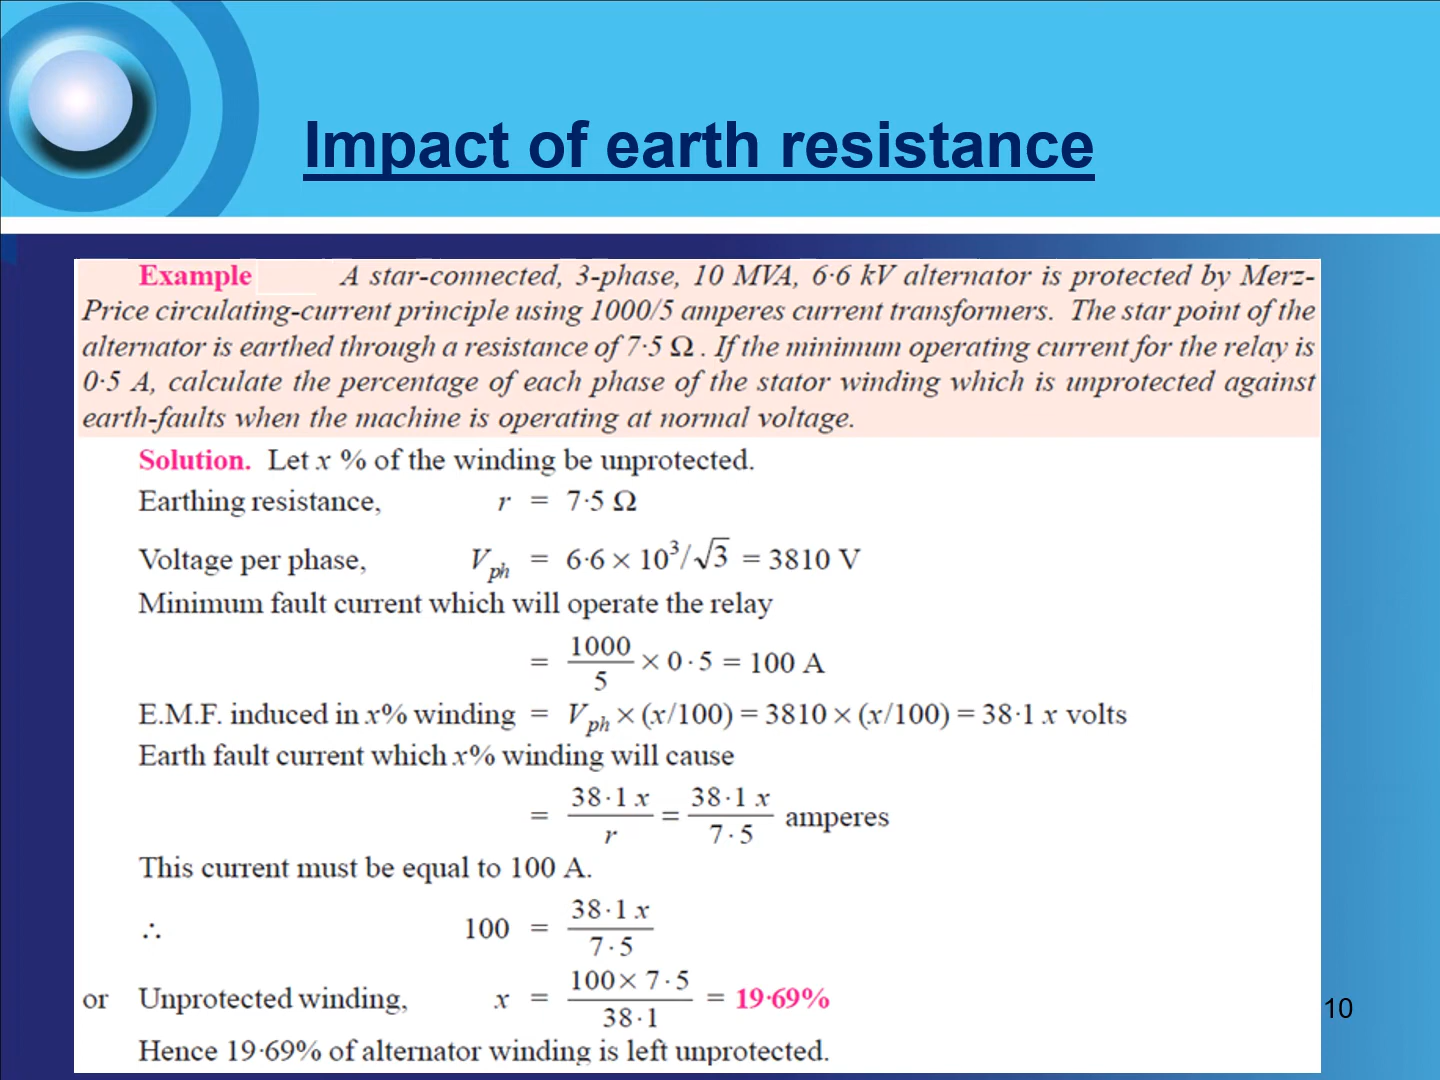 Impact of earth resistance
Example A star-connected, 3-phase, 10 MVA, 6·6 kV alternator is protected by Merz-
Price circulating-current principle using 1000/5 amperes current transformers. The star point of the
alternator is earthed through a resistance of 7·5 Ω . If the minimum operating current for the relay is
0·5 A, calculate the percentage of each phase of the stator winding which is unprotected against
earth-faults when the machine is operating at normal voltage.
Solution. Let x % of the winding be unprotected.
Earthing resistance, r = 7·5 Ω
Voltage per phase, V_ph = 6·6 × 10³/√3 = 3810 V
Minimum fault current which will operate the relay
= 1000/5 × 0·5 = 100 A
E.M.F. induced in x% winding = V_ph × (x/100) = 3810 × (x/100) = 38·1 x volts
Earth fault current which x% winding will cause
= 38·1 x/r = 38·1 x/7·5 amperes
This current must be equal to 100 A.
∴ 100 = 38·1 x/7·5
or Unprotected winding, x = 100× 7·5/38·1 = 19·69%
Hence 19·69% of alternator winding is left unprotected.
10